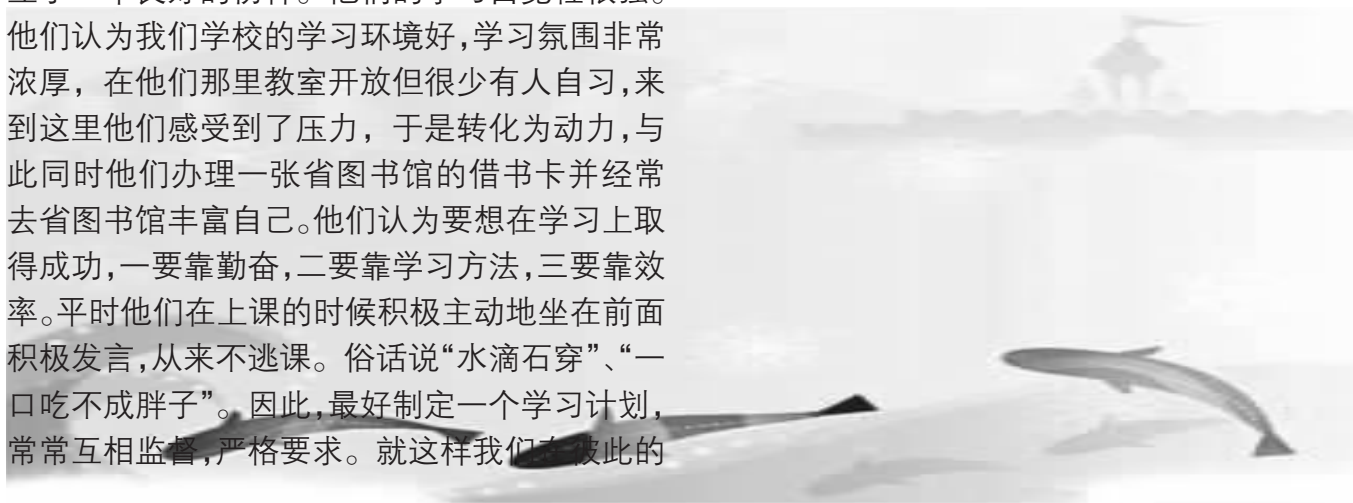 他们认为我们学校的学习环境好,学习氛围非常
浓厚，在他们那里教室开放但很少有人自习,来
到这里他们感受到了压力，于是转化为动力,与
此同时他们办理一张省图书馆的借书卡并经常
去省图书馆丰富自己。他们认为要想在学习上取
得成功,一要靠勤奋,二要靠学习方法,三要靠效
率。平时他们在上课的时候积极主动地坐在前面
积极发言,从来不逃课。俗话说“水滴石穿”、“一
口吃不成胖子”。因此,最好制定一个学习计划，
常常互相监督,严格要求。就这样我们在彼此的